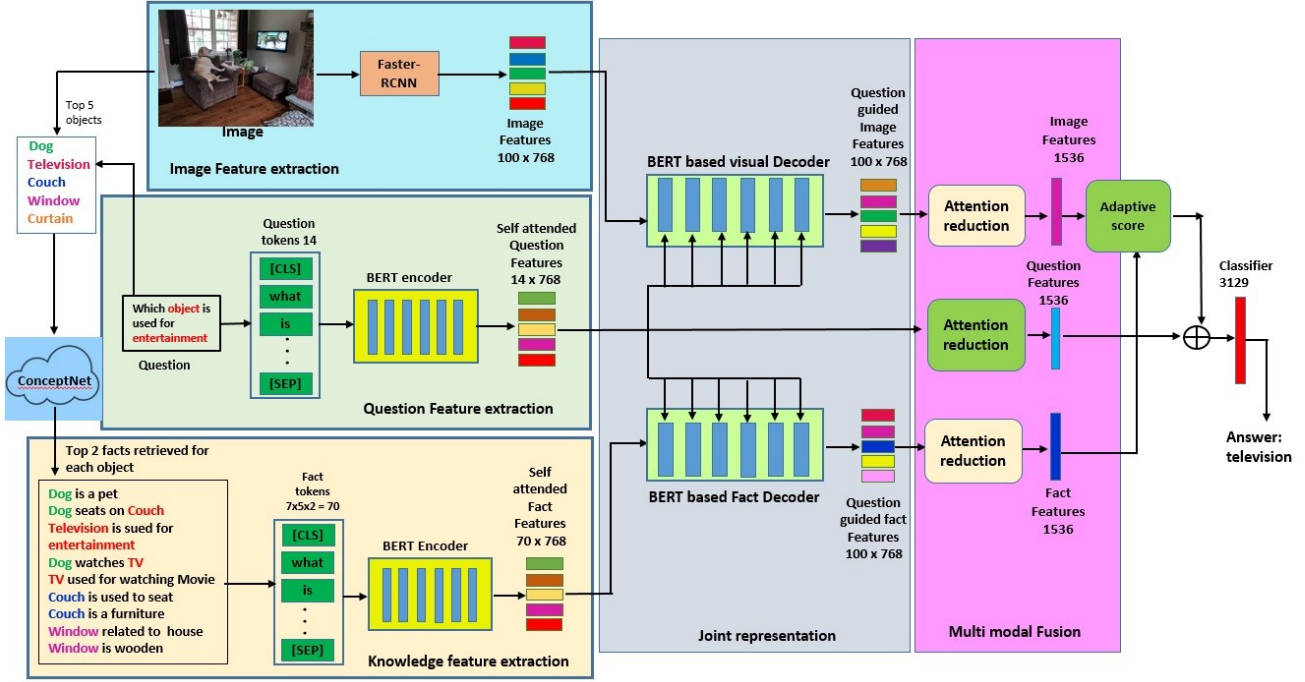 Image
Image Feature extraction
Faster-
RCNN
Image
Features
100 x 768
Top 5
objects
Dog
Television
Couch
Window
Curtain
Which object is
used for
entertainment
Question
Question
tokens 14
[CLS]
what
is
[SEP]
BERT encoder
Self attended
Question
Features
14 x 768
Question Feature extraction
ConceptNet
Top 2 facts retrieved for
each object
Dog is a pet
Dog seats on Couch
Television is sued for
entertainment
Dog watches TV
TV used for watching Movie
Couch is used to seat
Couch is a furniture
Window related to house
Window is wooden
Fact
tokens
7x5x2 = 70
[CLS]
what
is
[SEP]
BERT Encoder
Self
attended
Fact
Features
70 x 768
Knowledge feature extraction
BERT based visual Decoder
Question
guided
Image
Features
100 x 768
BERT based Fact Decoder
Question
guided fact
Features
100 x 768
Joint representation
Attention
reduction
Image
Features
1536
Adaptive
score
Attention
reduction
Question
Features
1536
Attention
reduction
Fact
Features
1536
Multi modal Fusion
Classifier
3129
Answer:
television